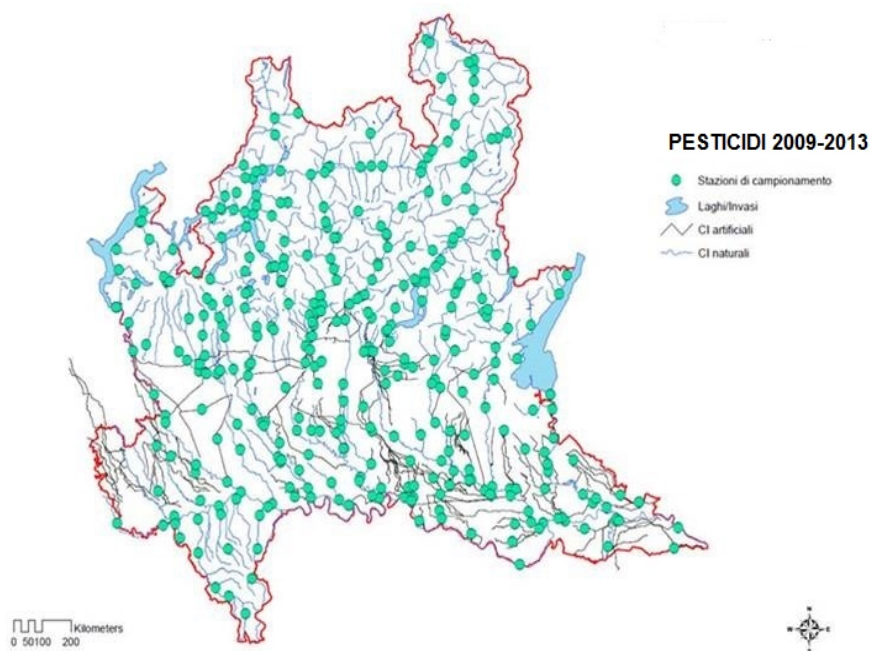 PESTICIDI 2009-2013
Stazioni di campionamento
Laghi/Invasi
CI artificiali
CI naturali
Kilometers
0 50100 200
N
W E
S